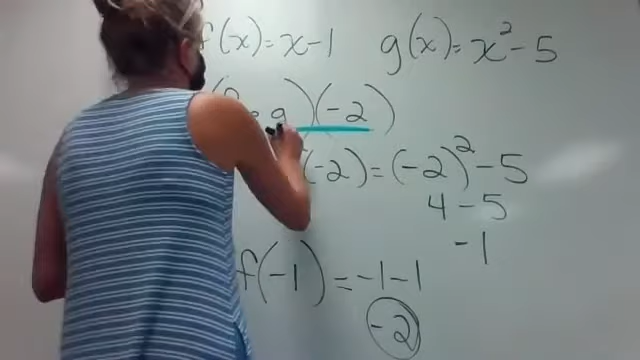 f(x) = x - 1 g(x) = x² - 5
(f ∘ g)(-2)
(-2) = (-2)² - 5
4 - 5
-1
f(-1) = -1 - 1
-2